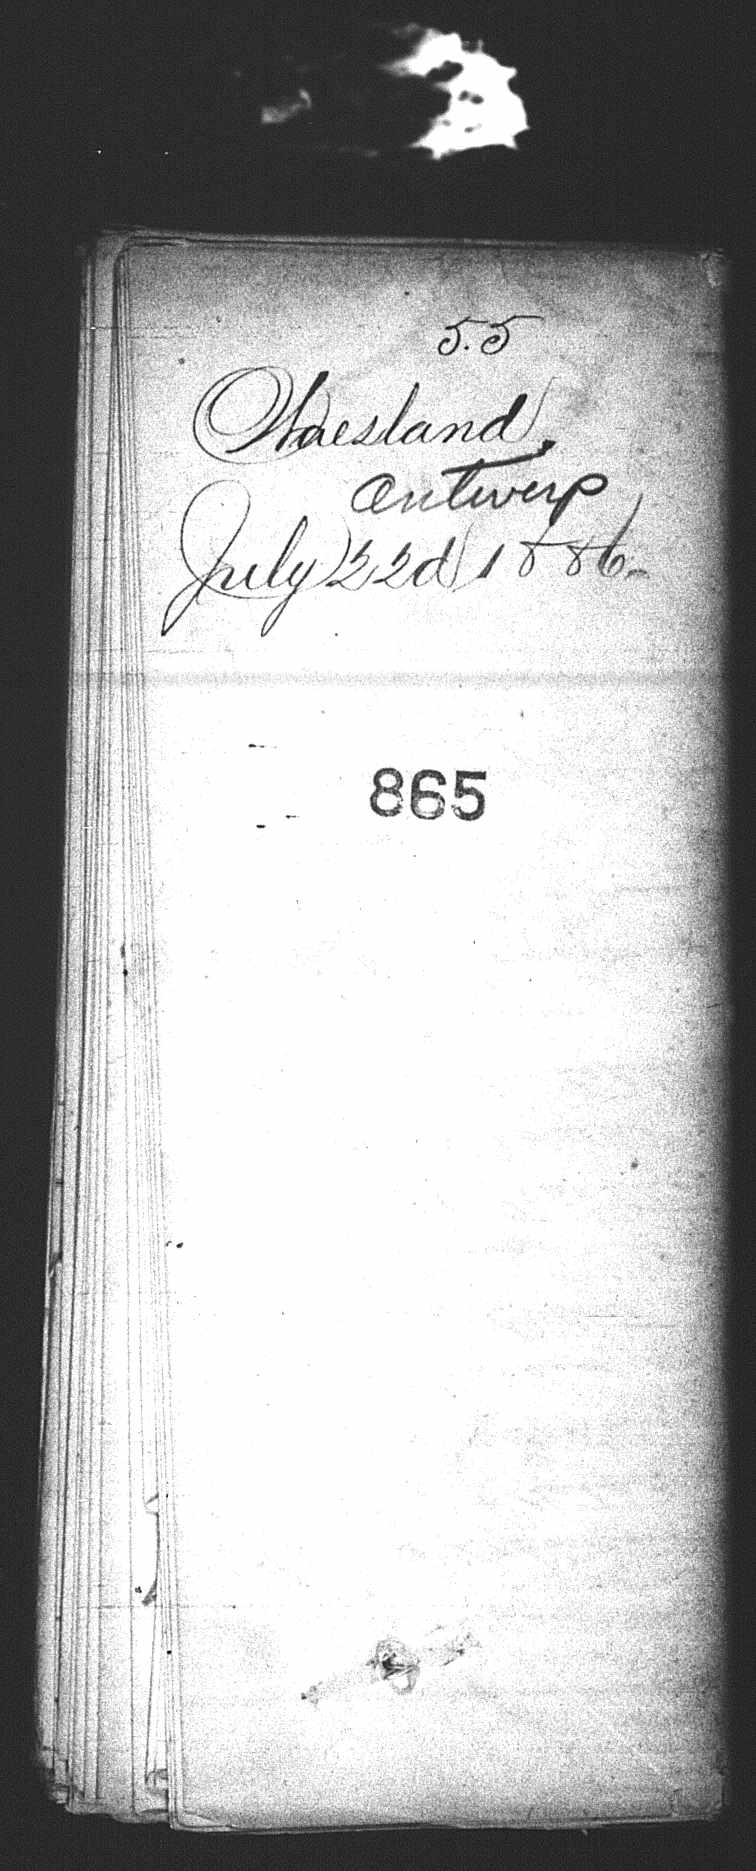 S.S
Waesland,
Antwerp
July 22d 1886-
865